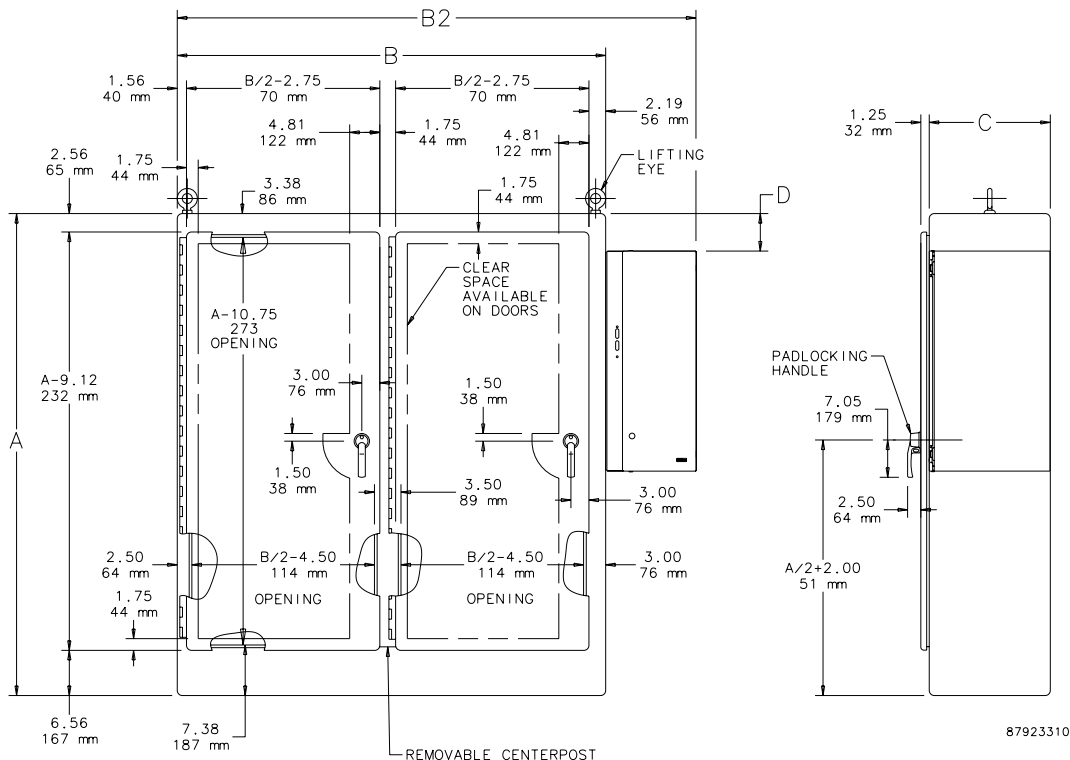 B2
B
1.56
40 mm
B/2-2.75
70 mm
B/2-2.75
70 mm
2.19
56 mm
4.81
122 mm
1.75
44 mm
4.81
122 mm
1.25
32 mm
C
2.56
65 mm
1.75
44 mm
3.38
86 mm
1.75
44 mm
LIFTING
EYE
D
CLEAR
SPACE
AVAILABLE
ON DOORS
A-10.75
273
OPENING
A-9.12
232 mm
3.00
76 mm
1.50
38 mm
PADLOCKING
HANDLE
7.05
179 mm
A
1.50
38 mm
3.50
89 mm
3.00
76 mm
2.50
64 mm
2.50
64 mm
B/2-4.50
114 mm
OPENING
B/2-4.50
114 mm
OPENING
3.00
76 mm
A/2+2.00
51 mm
1.75
44 mm
6.56
167 mm
7.38
187 mm
REMOVABLE CENTERPOST
87923310